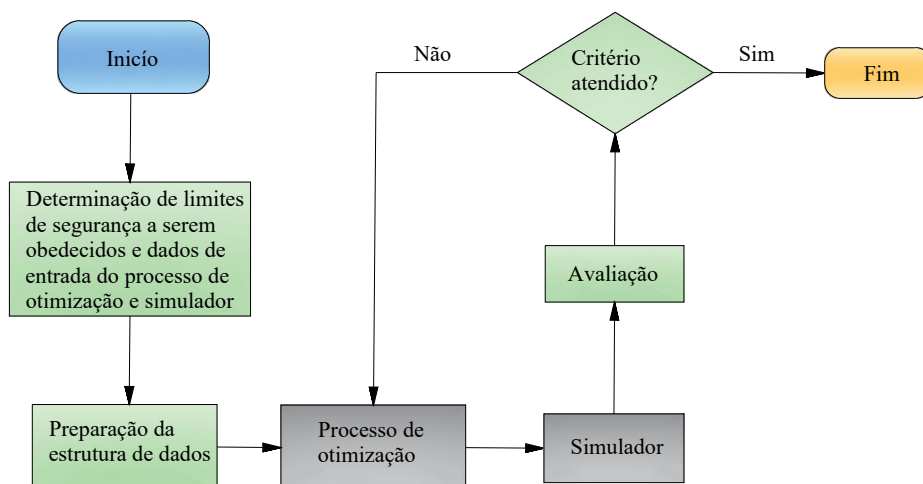 Inicío
Determinação de limites
de segurança a serem
obedecidos e dados de
entrada do processo de
otimização e simulador
Preparação da
estrutura de dados
Processo de
otimização
Simulador
Avaliação
Critério
atendido?
Não
Sim
Fim